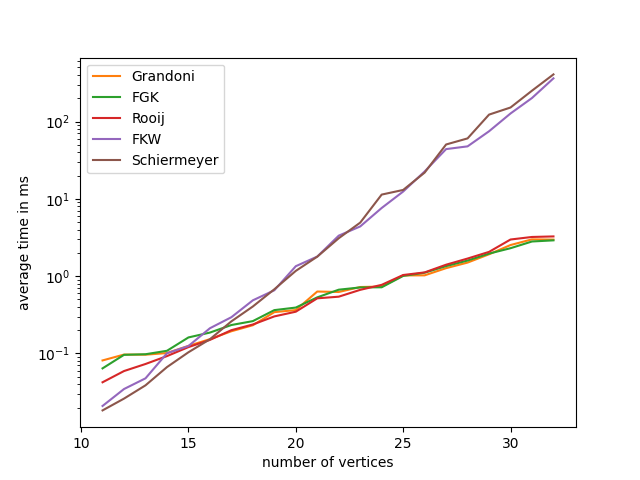 Grandoni
FGK
Rooij
FKW
Schiermeyer
average time in ms
10²
10¹
10⁰
10⁻¹
10 15 20 25 30
number of vertices